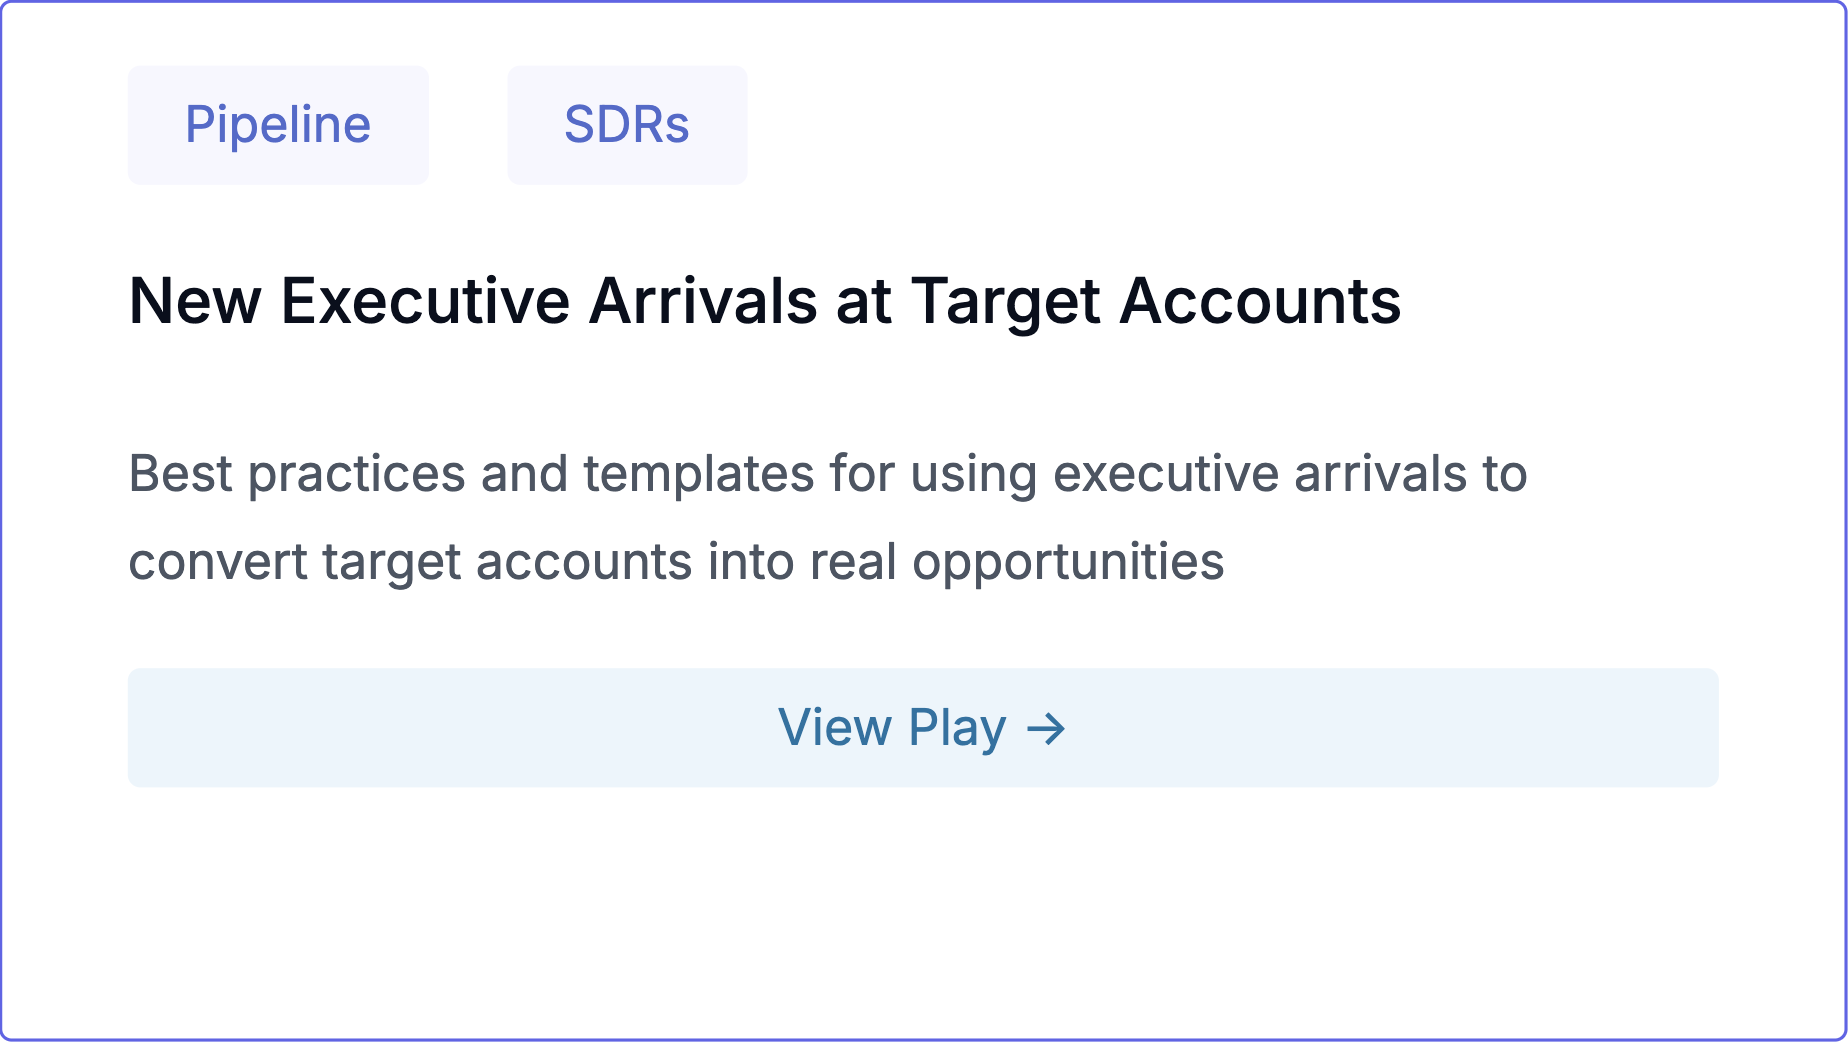 Pipeline
SDRs
New Executive Arrivals at Target Accounts
Best practices and templates for using executive arrivals to
convert target accounts into real opportunities
View Play →